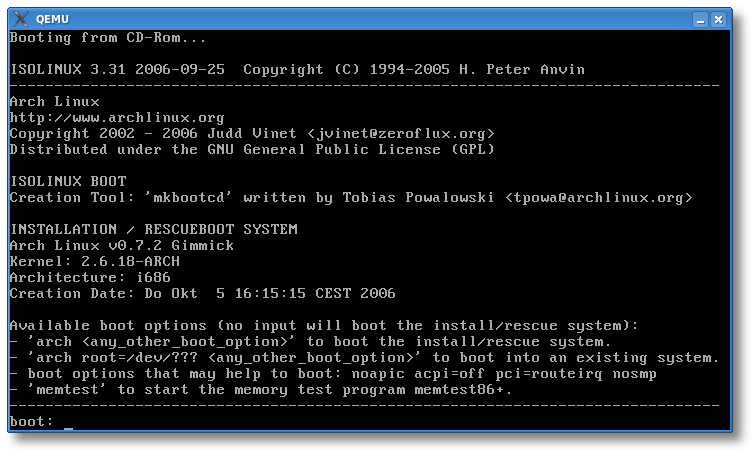 QEMU
Booting from CD-Rom...
ISOLINUX 3.31 2006-09-25  Copyright (C) 1994-2005 H. Peter Anvin
--------------------------------------------------------------------------------
Arch Linux
http://www.archlinux.org
Copyright 2002 - 2006 Judd Vinet <jvinet@zeroflux.org>
Distributed under the GNU General Public License (GPL)
ISOLINUX BOOT
Creation Tool: 'mkbootcd' written by Tobias Powalowski <tpowa@archlinux.org>
INSTALLATION / RESCUEBOOT SYSTEM
Arch Linux v0.7.2 Gimmick
Kernel: 2.6.18-ARCH
Architecture: i686
Creation Date: Do Okt  5 16:15:15 CEST 2006
Available boot options (no input will boot the install/rescue system):
- 'arch <any_other_boot_option>' to boot the install/rescue system.
- 'arch root=/dev/??? <any_other_boot_option>' to boot into an existing system.
- boot options that may help to boot: noapic acpi=off pci=routeirq nosmp
- 'memtest' to start the memory test program memtest86+.
--------------------------------------------------------------------------------
boot: _